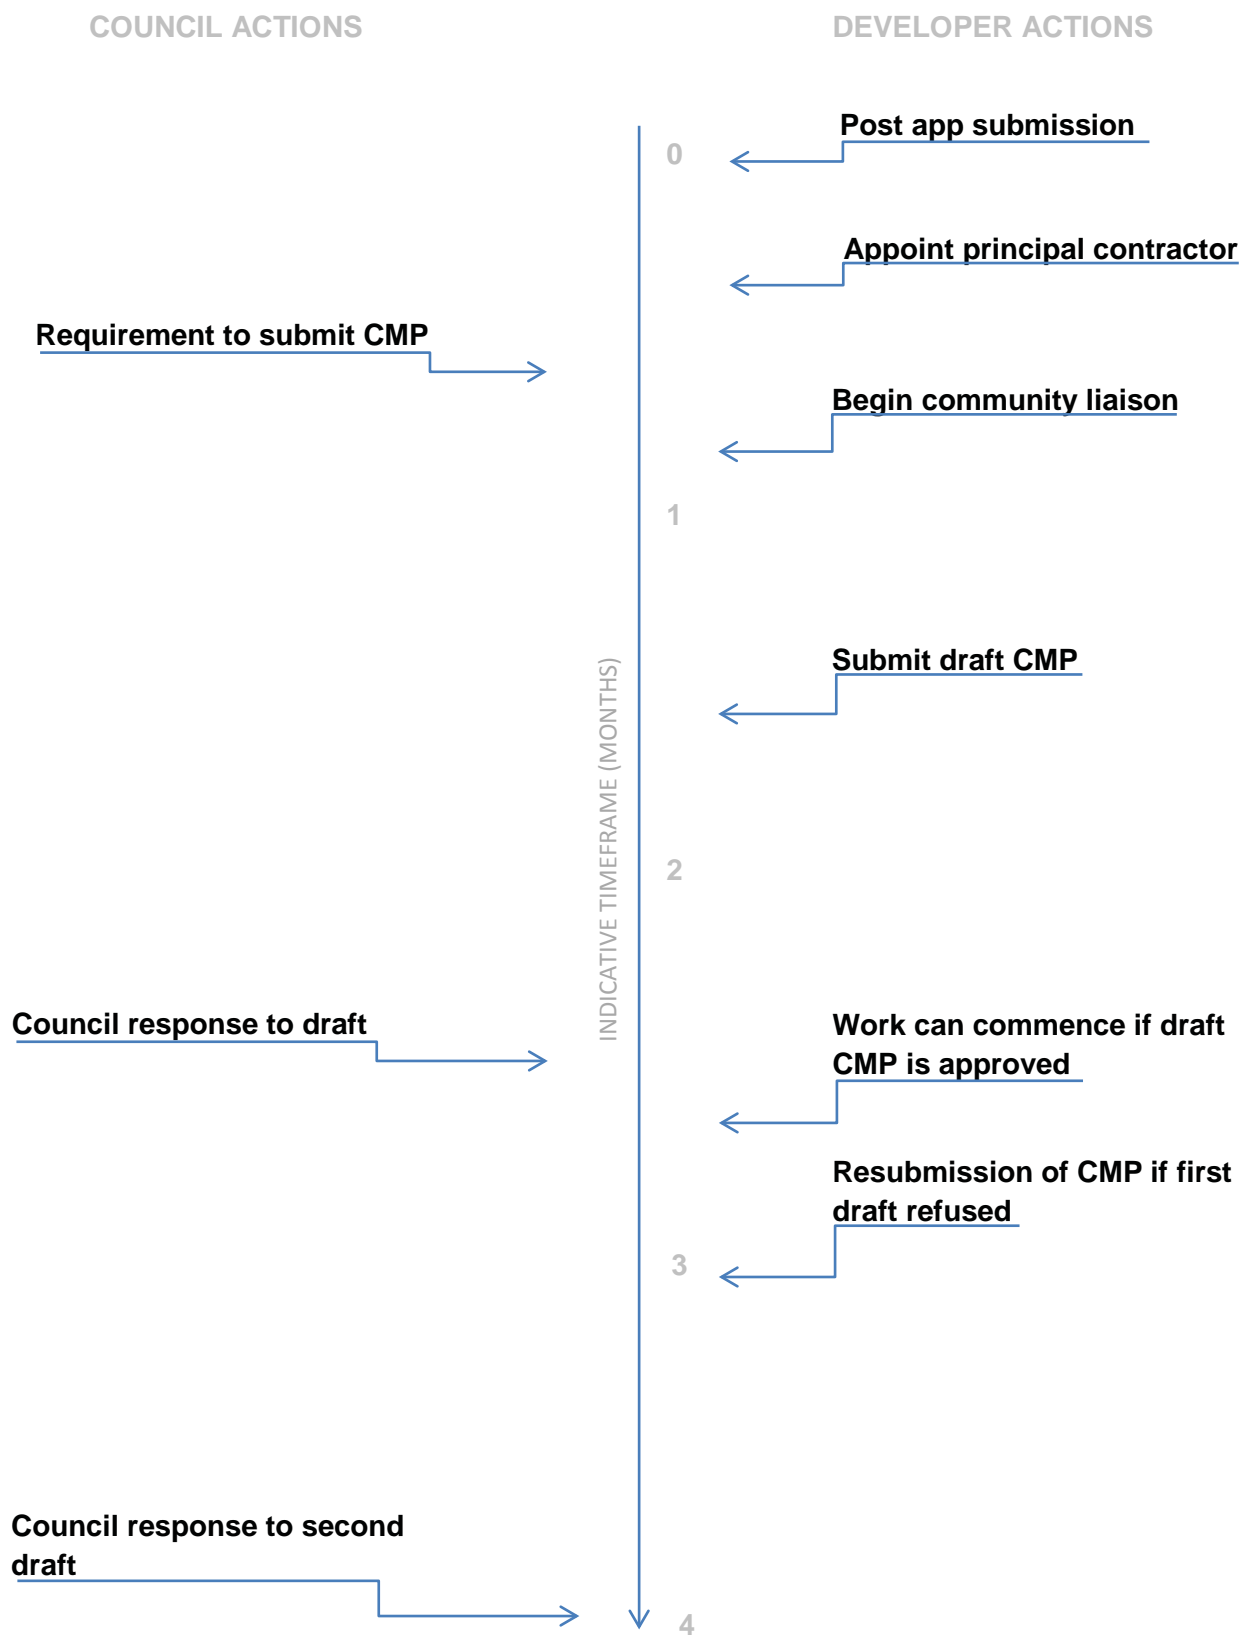 COUNCIL ACTIONS
DEVELOPER ACTIONS
Post app submission
0
Appoint principal contractor
Requirement to submit CMP
Begin community liaison
1
Submit draft CMP
INDICATIVE TIMEFRAME (MONTHS)
2
Council response to draft
Work can commence if draft
CMP is approved
Resubmission of CMP if first
draft refused
3
Council response to second
draft
4